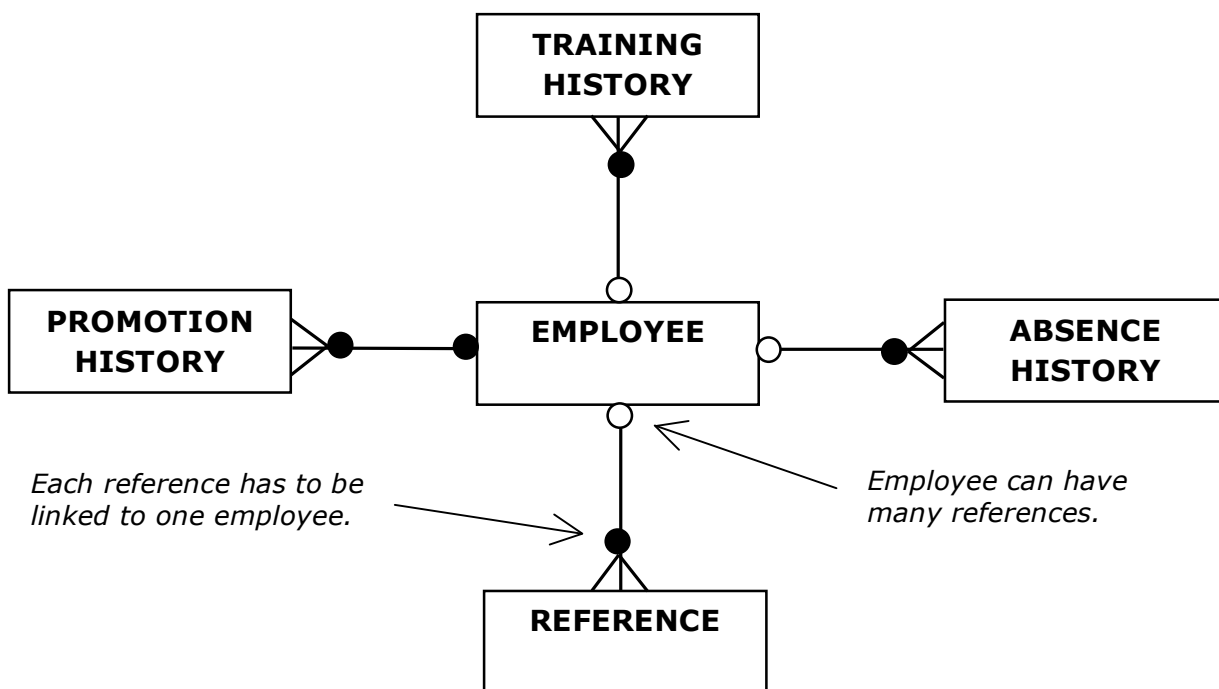 TRAINING
HISTORY
PROMOTION
HISTORY
EMPLOYEE
ABSENCE
HISTORY
Each reference has to be
linked to one employee.
Employee can have
many references.
REFERENCE